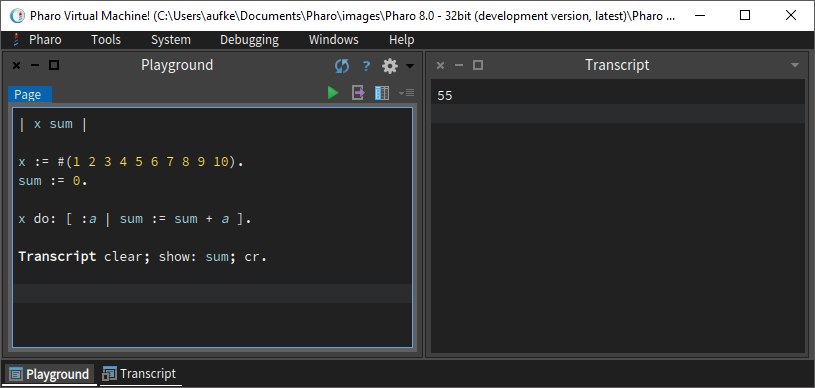 Pharo Virtual Machine! (C:\Users\aufke\Documents\Pharo\images\Pharo 8.0 - 32bit (development version, latest)\Pharo ...
Pharo Tools System Debugging Windows Help
Playground
?
Page
| x sum |
x := #(1 2 3 4 5 6 7 8 9 10).
sum := 0.
x do: [ :a | sum := sum + a ].
Transcript clear; show: sum; cr.
Transcript
55
Playground Transcript